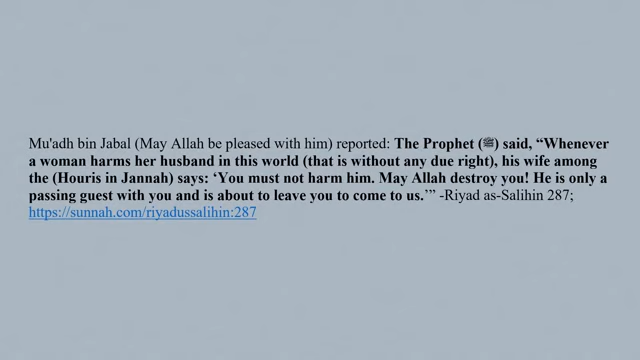 Mu'adh bin Jabal (May Allah be pleased with him) reported: The Prophet (ﷺ) said, “Whenever
a woman harms her husband in this world (that is without any due right), his wife among
the (Houris in Jannah) says: ‘You must not harm him. May Allah destroy you! He is only a
passing guest with you and is about to leave you to come to us.’” -Riyad as-Salihin 287;
https://sunnah.com/riyadussalihin:287